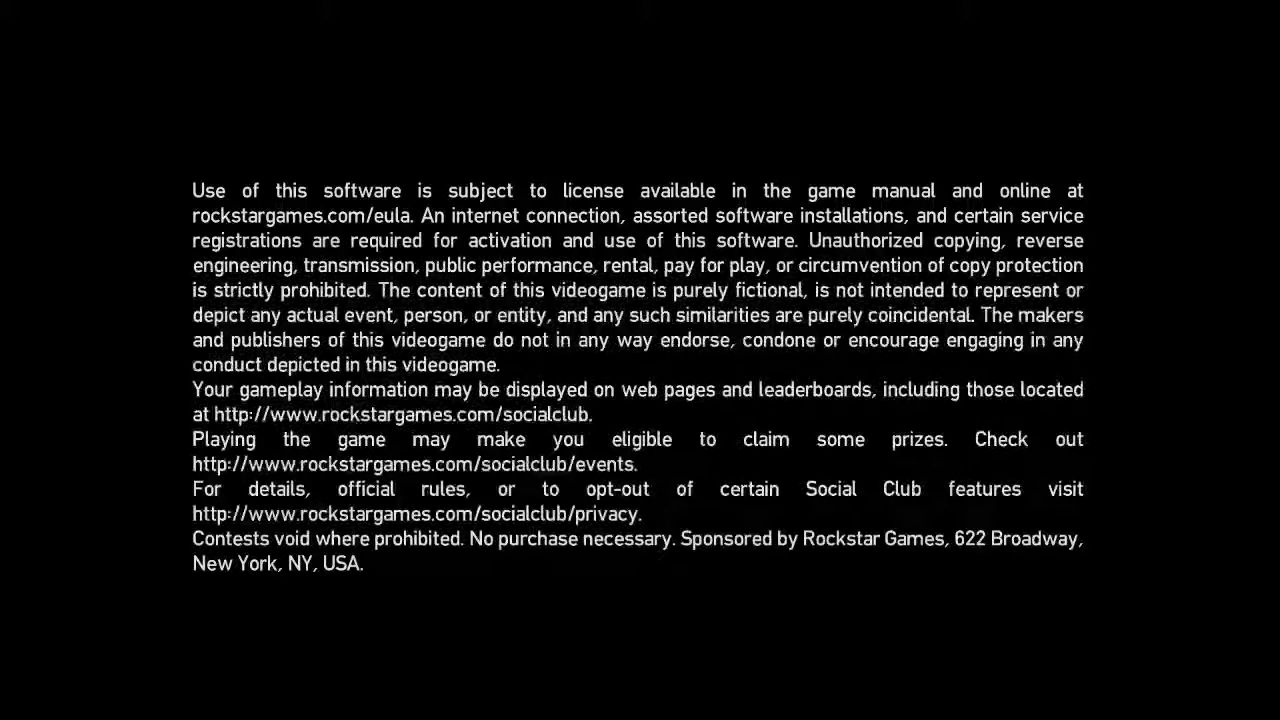 Use of this software is subject to license available in the game manual and online at
rockstargames.com/eula. An internet connection, assorted software installations, and certain service
registrations are required for activation and use of this software. Unauthorized copying, reverse
engineering, transmission, public performance, rental, pay for play, or circumvention of copy protection
is strictly prohibited. The content of this videogame is purely fictional, is not intended to represent or
depict any actual event, person, or entity, and any such similarities are purely coincidental. The makers
and publishers of this videogame do not in any way endorse, condone or encourage engaging in any
conduct depicted in this videogame.
Your gameplay information may be displayed on web pages and leaderboards, including those located
at http://www.rockstargames.com/socialclub.
Playing the game may make you eligible to claim some prizes. Check out
http://www.rockstargames.com/socialclub/events.
For details, official rules, or to opt-out of certain Social Club features visit
http://www.rockstargames.com/socialclub/privacy.
Contests void where prohibited. No purchase necessary. Sponsored by Rockstar Games, 622 Broadway,
New York, NY, USA.